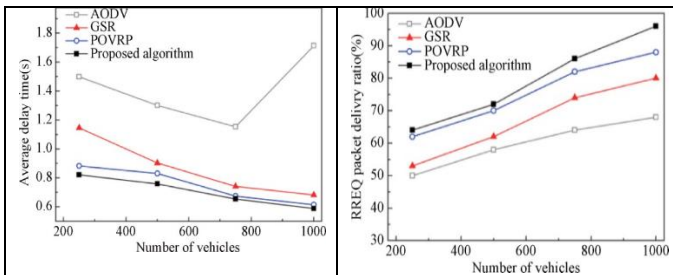 AODV
GSR
POVRP
Proposed algorithm
Average delay time(s)
1.8
1.6
1.4
1.2
1.0
0.8
0.6
200 400 600 800 1000
Number of vehicles
AODV
GSR
POVRP
Proposed algorithm
RREQ packet delivry ratio(%)
100
90
80
70
60
50
40
30
200 400 600 800 1000
Number of vehicles